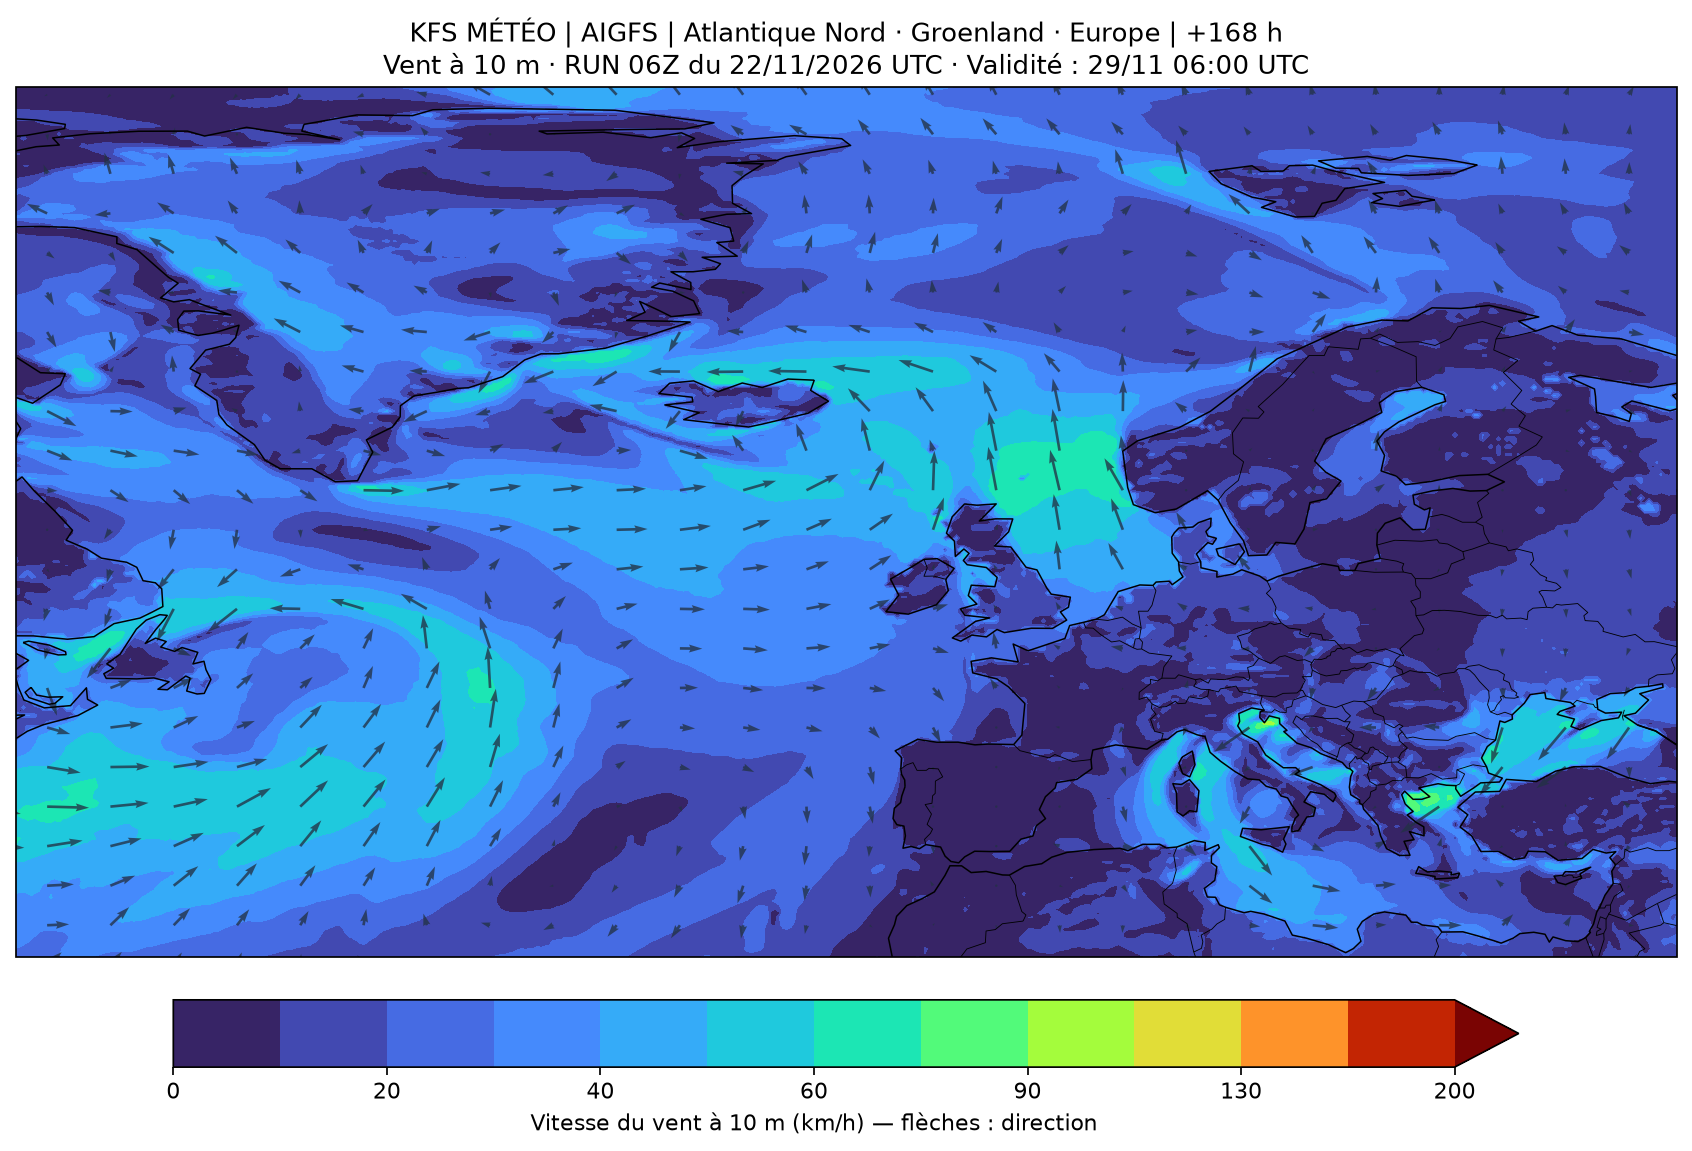 KFS MÉTÉO | AIGFS | Atlantique Nord · Groenland · Europe | +168 h
Vent à 10 m · RUN 06Z du 22/11/2026 UTC · Validité : 29/11 06:00 UTC
0 20 40 60 90 130 200
Vitesse du vent à 10 m (km/h) — flèches : direction